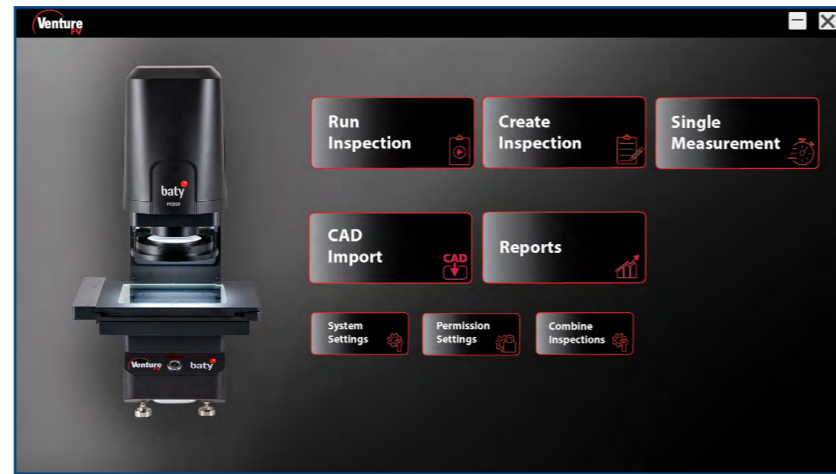 Venture
FV
Run
Inspection
Create
Inspection
Single
Measurement
baty
CAD
Import
CAD
Reports
System
Settings
Permission
Settings
Combine
Inspections
Venture
FV
baty